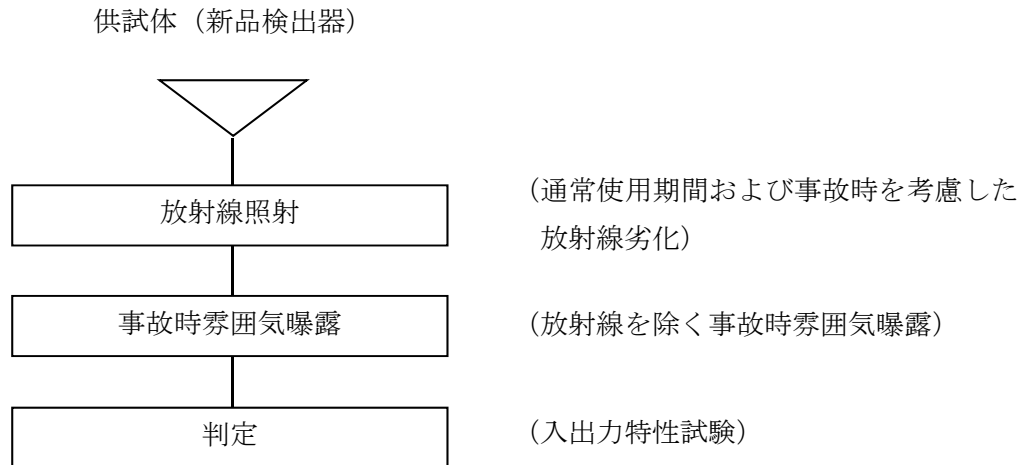 供試体（新品検出器）
放射線照射
（通常使用期間および事故時を考慮した
放射線劣化）
事故時雰囲気曝露
（放射線を除く事故時雰囲気曝露）
判定
（入出力特性試験）